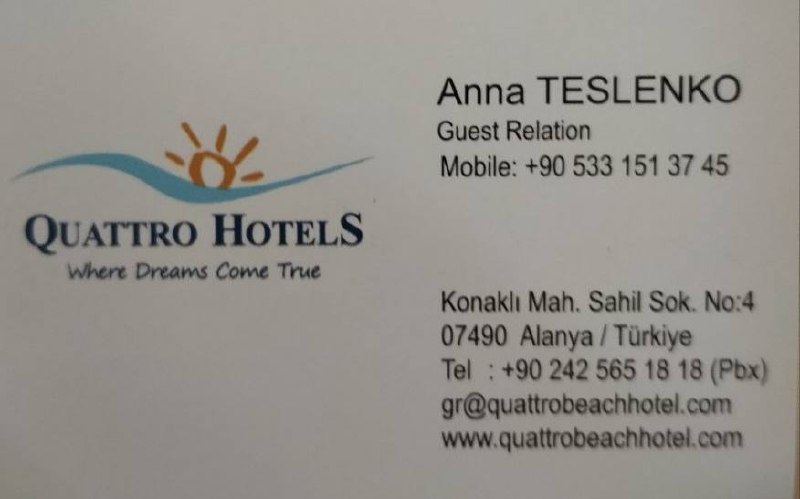 QUATTRO HOTELS
Where Dreams Come True
Anna TESLENKO
Guest Relation
Mobile: +90 533 151 37 45
Konaklı Mah. Sahil Sok. No:4
07490 Alanya / Türkiye
Tel : +90 242 565 18 18 (Pbx)
gr@quattrobeachhotel.com
www.quattrobeachhotel.com